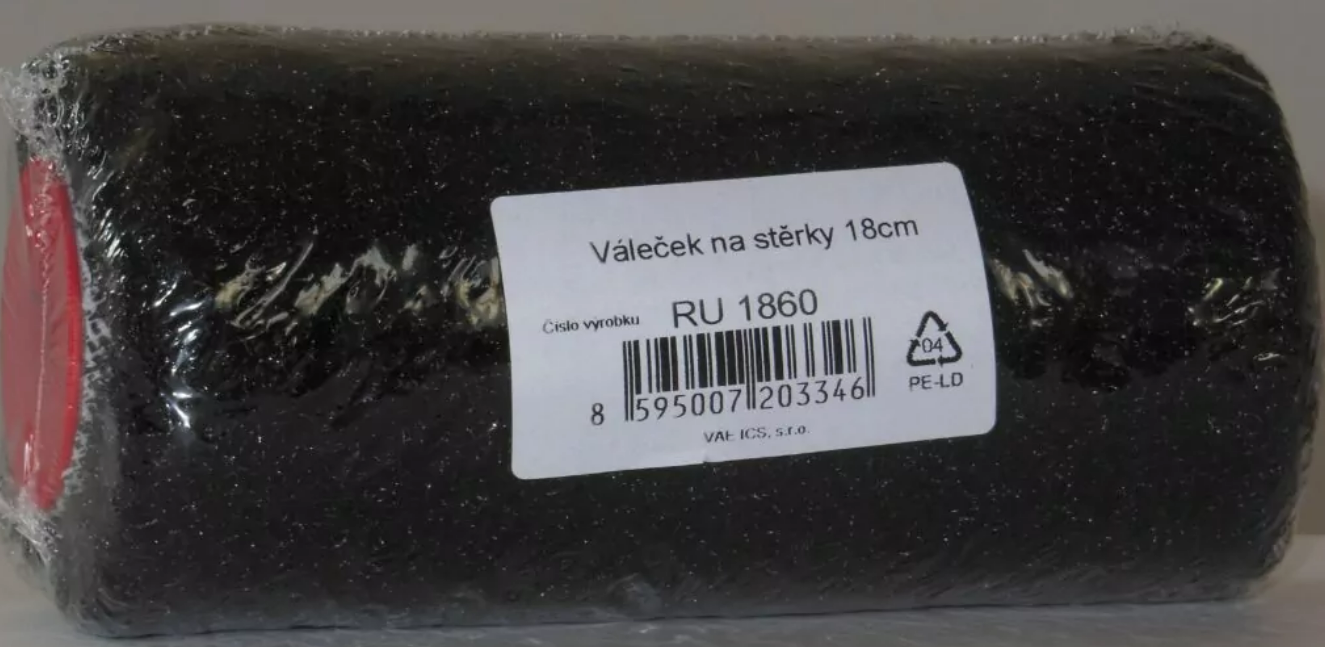 Váleček na stěrky 18cm
Číslo výrobku RU 1860
04
PE-LD
8 595007 203346
VAE ICS, s.r.o.